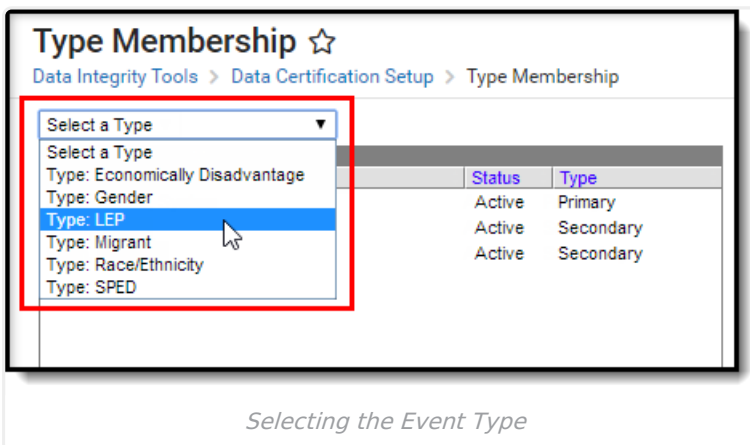 Type Membership ☆
Data Integrity Tools > Data Certification Setup > Type Membership
Select a Type ▼
Select a Type
Type: Economically Disadvantage
Type: Gender
Type: LEP
Type: Migrant
Type: Race/Ethnicity
Type: SPED
Status Type
Active Primary
Active Secondary
Active Secondary
Selecting the Event Type